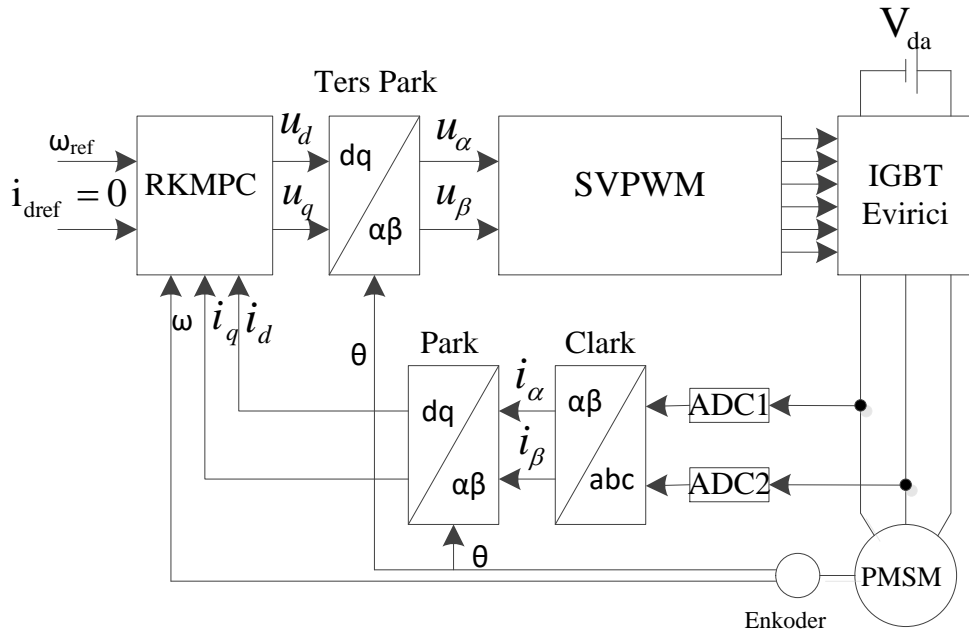 V_da
Ters Park
ω_ref
i_dref = 0
RKMPC
u_d
u_q
dq
αβ
u_α
u_β
SVPWM
IGBT
Evirici
ω
i_q
i_d
θ
Park
dq
αβ
i_α
i_β
Clark
αβ
abc
ADC1
ADC2
θ
PMSM
Enkoder